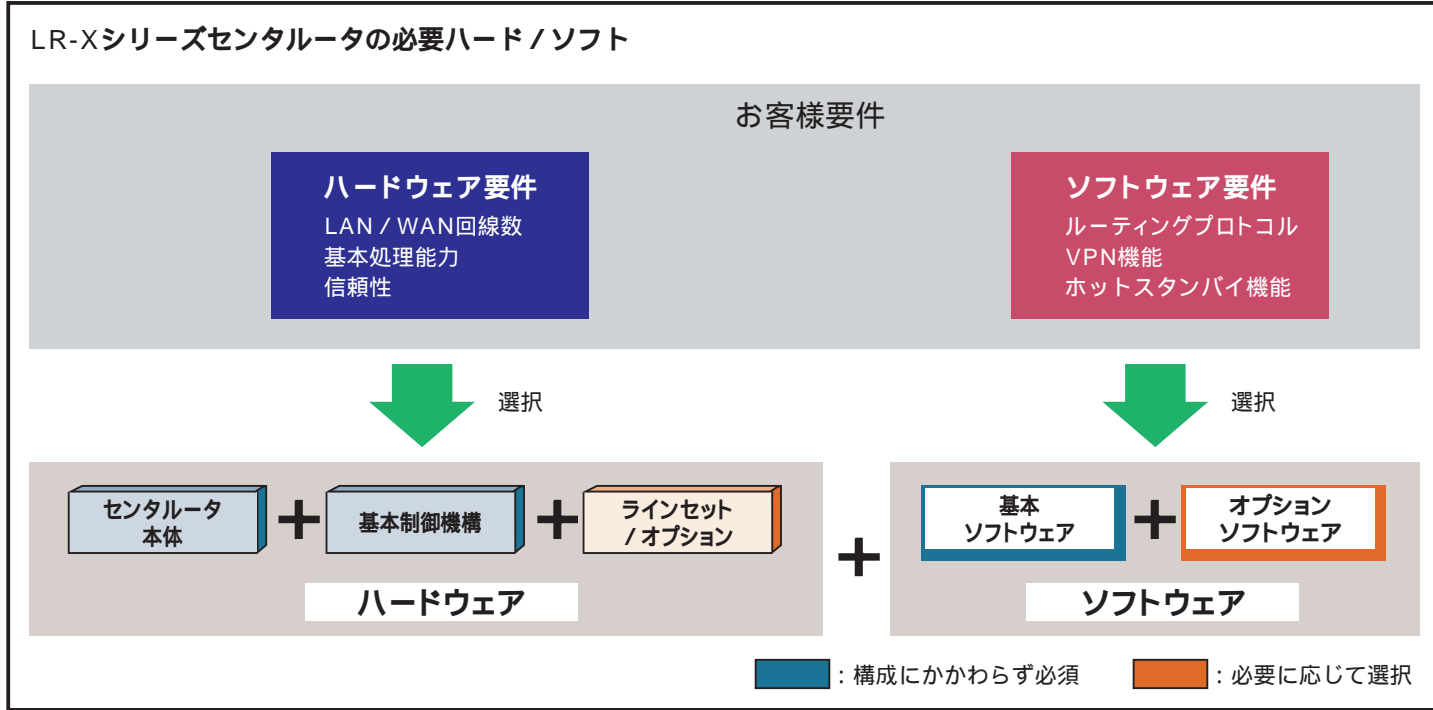 LR-Xシリーズセンタルータの必要ハード／ソフト
お客様要件
ハードウェア要件
LAN／WAN回線数
基本処理能力
信頼性
ソフトウェア要件
ルーティングプロトコル
VPN機能
ホットスタンバイ機能
選択
選択
センタルータ
本体
+
基本制御機構
+
ラインセット
／オプション
ハードウェア
+
基本
ソフトウェア
+
オプション
ソフトウェア
ソフトウェア
：構成にかかわらず必須
：必要に応じて選択